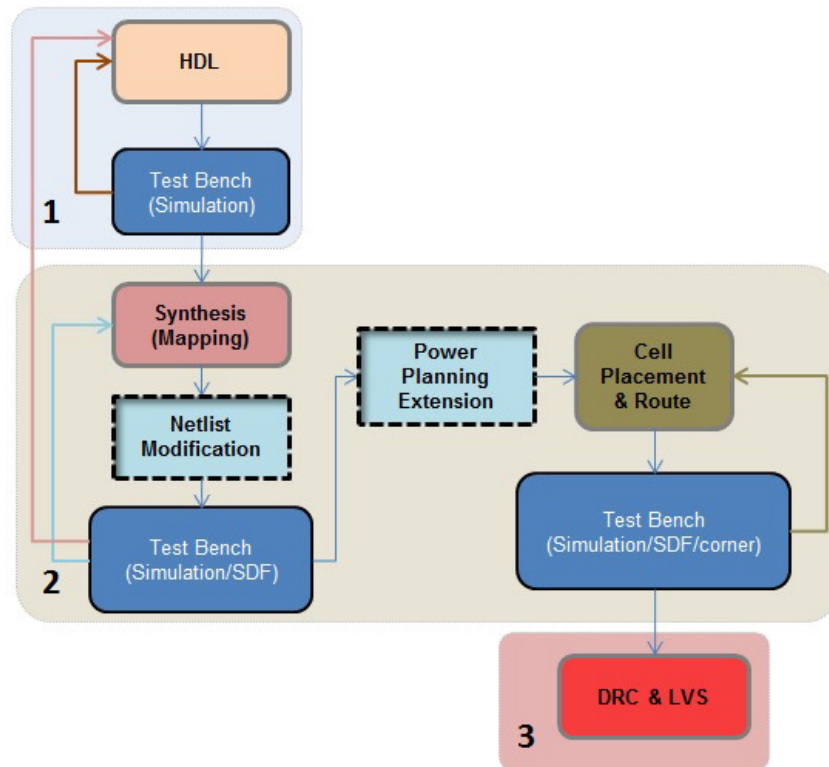 HDL
Test Bench
(Simulation)
1
Synthesis
(Mapping)
Netlist
Modification
Test Bench
(Simulation/SDF)
2
Power
Planning
Extension
Cell
Placement
& Route
Test Bench
(Simulation/SDF/corner)
DRC & LVS
3